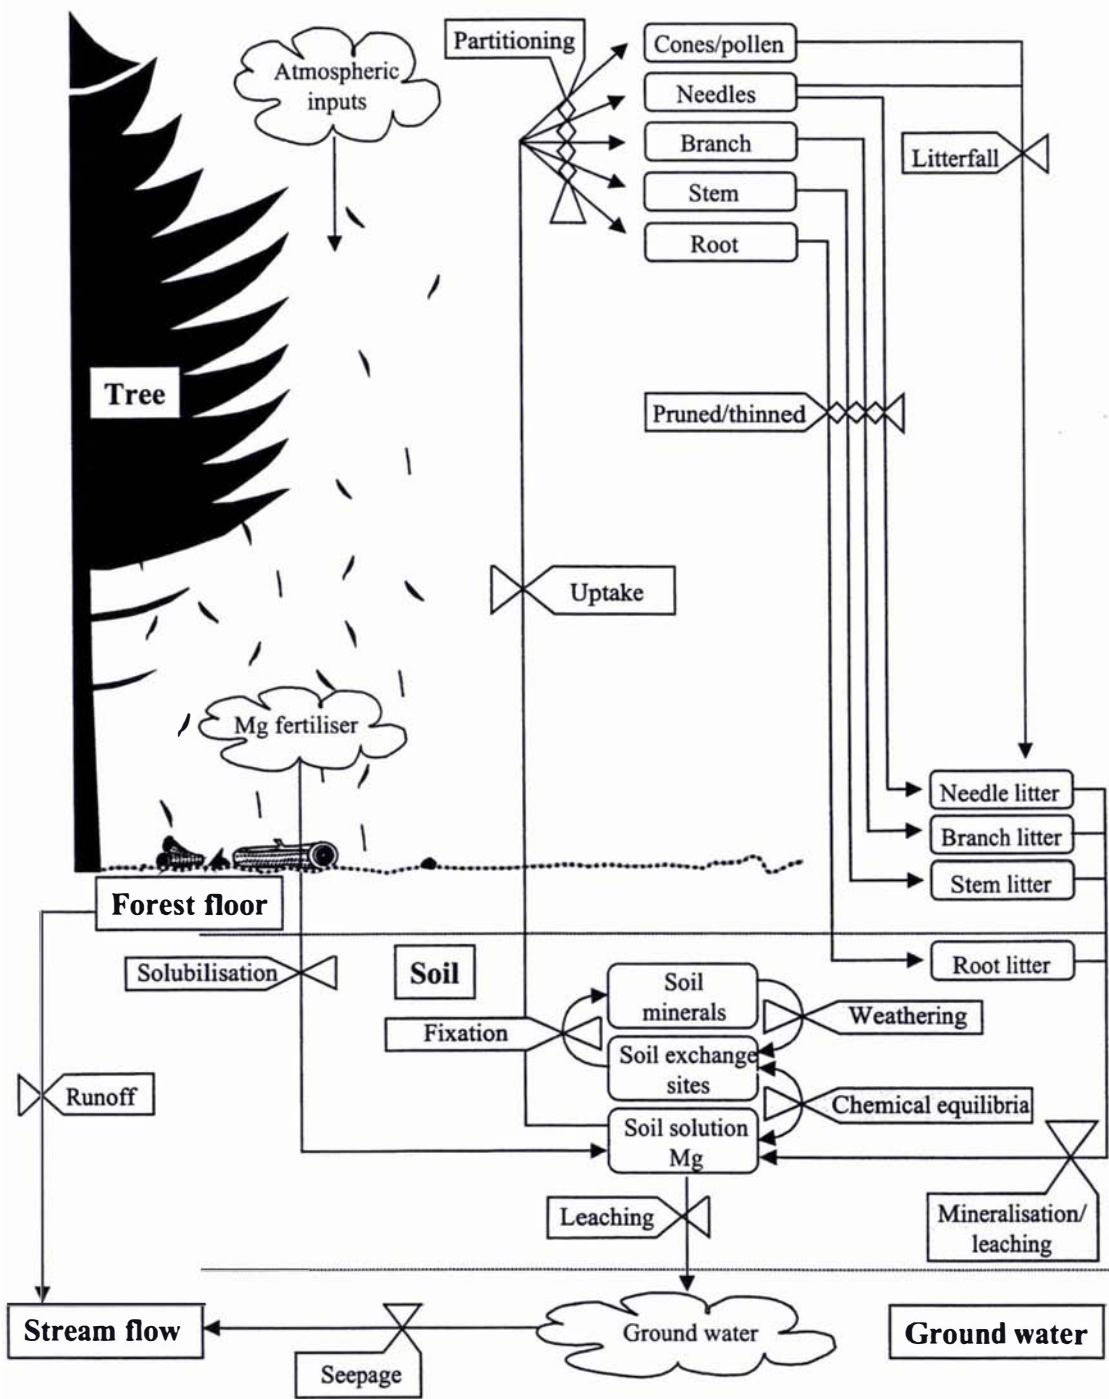 Partitioning
Cones/pollen
Atmospheric
inputs
Needles
Branch
Litterfall
Stem
Root
Tree
Pruned/thinned
Uptake
Mg fertiliser
Needle litter
Branch litter
Stem litter
Forest floor
Root litter
Solubilisation
Soil
Soil
minerals
Weathering
Fixation
Soil exchange
sites
Runoff
Chemical equilibria
Soil solution
Mg
Leaching
Mineralisation/
leaching
Stream flow
Ground water
Ground water
Seepage